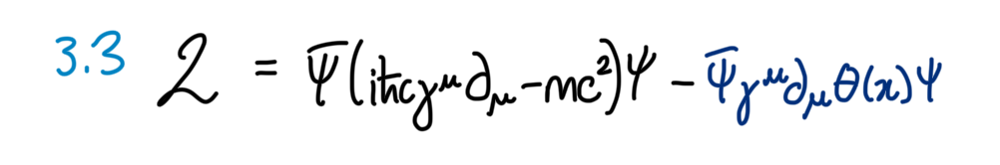 3.3 ℒ = ψ̄(iħcγ^μ∂_μ - mc²)ψ - ψ̄γ^μ∂_μθ(x)ψ